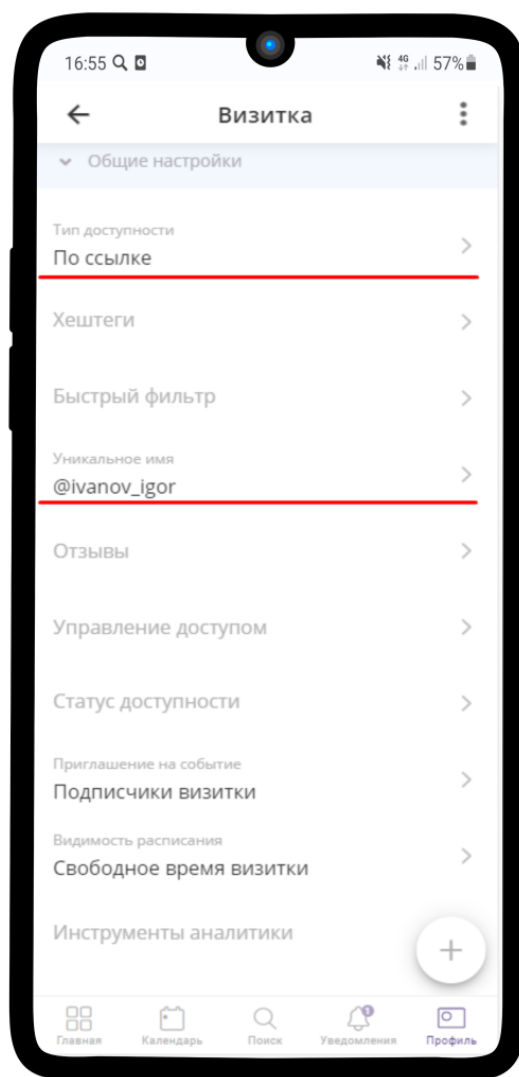 16:55
4G 57%
Визитка
Общие настройки
Тип доступности
По ссылке
Хештеги
Быстрый фильтр
Уникальное имя
@ivanov_igor
Отзывы
Управление доступом
Статус доступности
Приглашение на событие
Подписчики визитки
Видимость расписания
Свободное время визитки
Инструменты аналитики
1
Главная Календарь Поиск Уведомления Профиль